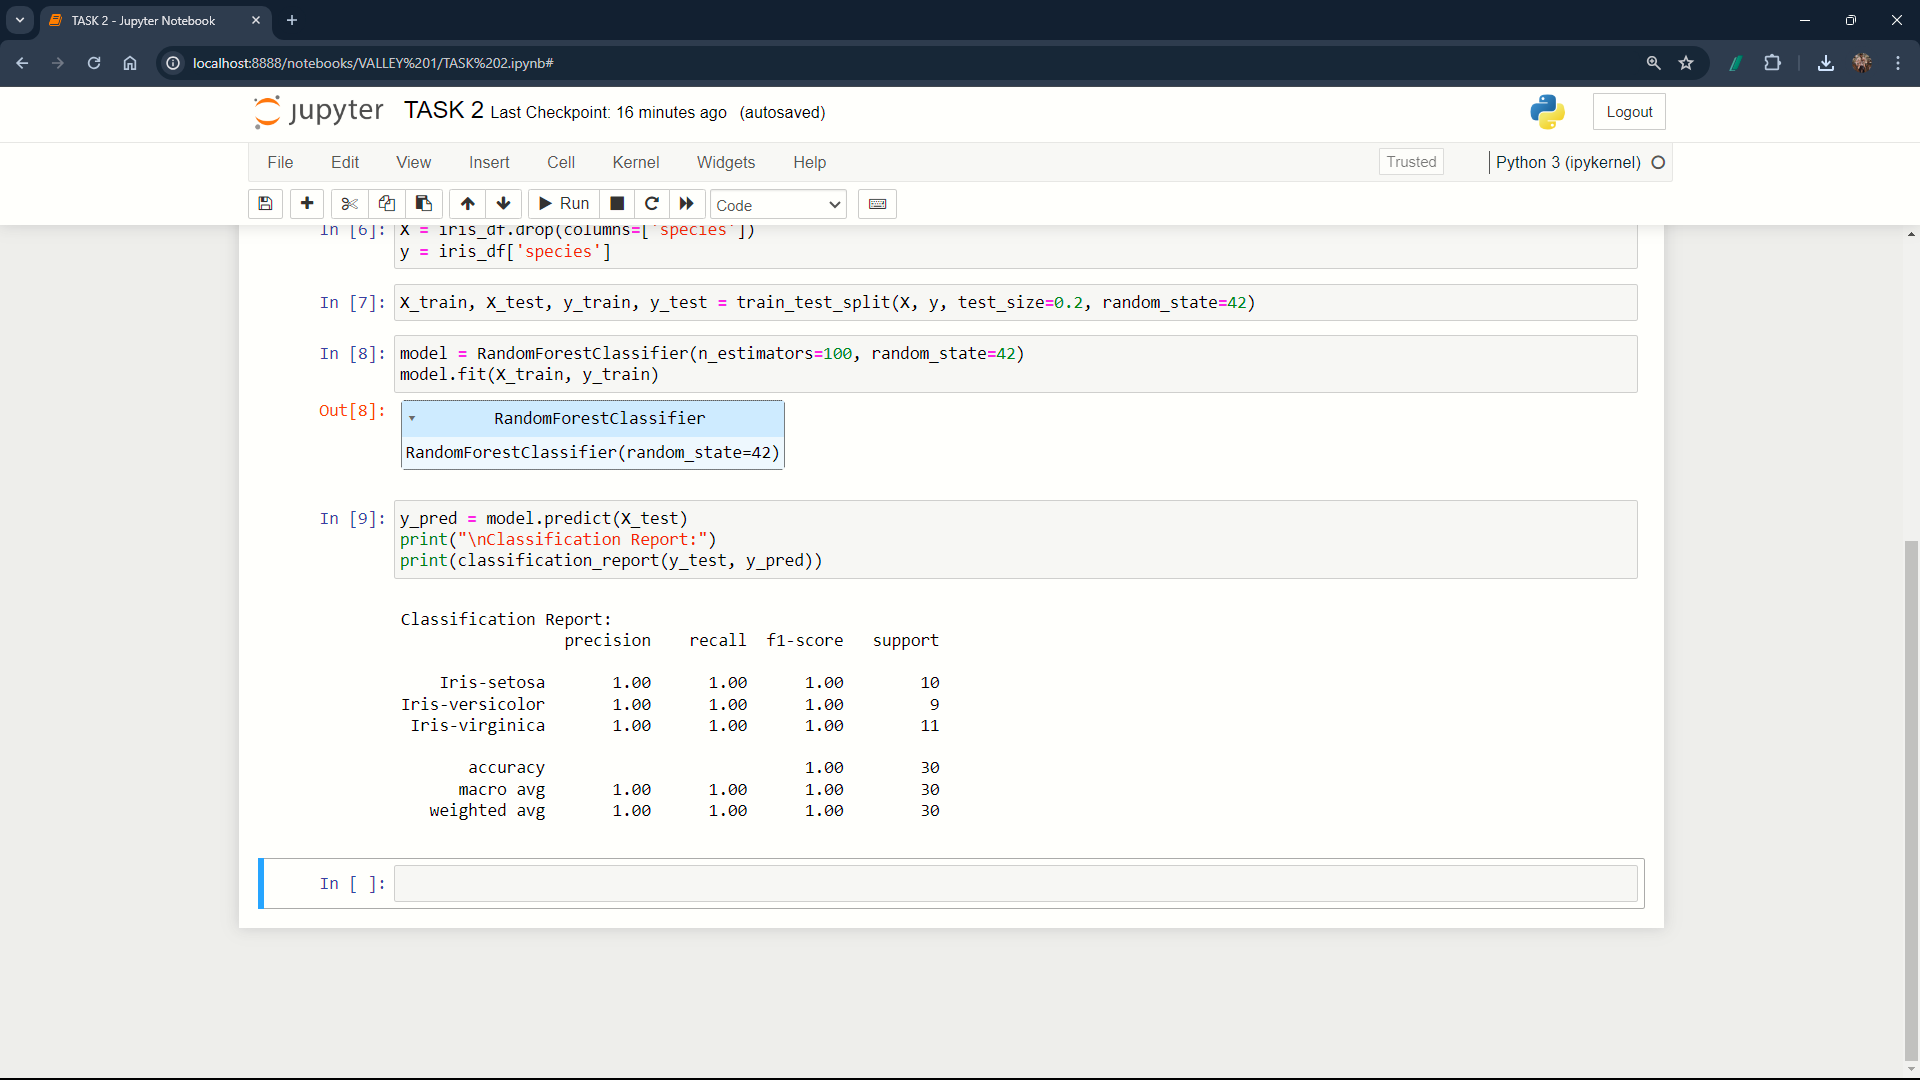 TASK 2 - Jupyter Notebook
localhost:8888/notebooks/VALLEY%201/TASK%202.ipynb#
jupyter TASK 2 Last Checkpoint: 16 minutes ago (autosaved)
Logout
File Edit View Insert Cell Kernel Widgets Help
Trusted
Python 3 (ipykernel)
Run
Code
In [6]: X = iris_df.drop(columns=['species'])
y = iris_df['species']
In [7]: X_train, X_test, y_train, y_test = train_test_split(X, y, test_size=0.2, random_state=42)
In [8]: model = RandomForestClassifier(n_estimators=100, random_state=42)
model.fit(X_train, y_train)
Out[8]: RandomForestClassifier
RandomForestClassifier(random_state=42)
In [9]: y_pred = model.predict(X_test)
print("\nClassification Report:")
print(classification_report(y_test, y_pred))
Classification Report:
precision recall f1-score support
Iris-setosa 1.00 1.00 1.00 10
Iris-versicolor 1.00 1.00 1.00 9
Iris-virginica 1.00 1.00 1.00 11
accuracy 1.00 30
macro avg 1.00 1.00 1.00 30
weighted avg 1.00 1.00 1.00 30
In [ ]: